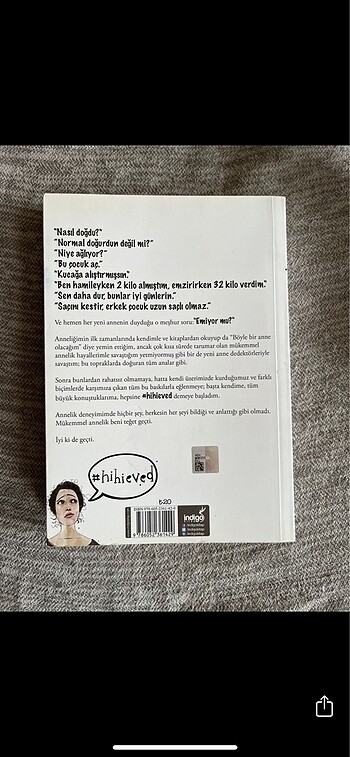 "Nasıl doğdu?"
"Normal doğurdun değil mi?"
"Niye ağlıyor?"
"Bu çocuk aç."
"Kucağa alıştırmışsın."
"Ben hamileyken 2 kilo almıştım, emzirirken 32 kilo verdim."
"Sen daha dur, bunlar iyi günlerin."
"Saçını kestir, erkek çocuk uzun saçlı olmaz."
Ve hemen her yeni annenin duyduğu o meşhur soru: "Emiyor mu?"
Anneliğimin ilk zamanlarında kendimle ve kitaplardan okuyup da "Böyle bir anne
olacağım" diye yemin ettiğim, ancak çok kısa sürede tarumar olan mükemmel
annelik hayallerimle savaştığım yetmiyormuş gibi bir de yeni anne dedektörleriyle
savaştım; bu topraklarda doğuran tüm analar gibi.
Sonra bunlardan rahatsız olmamaya, hatta kendi üzerimizde kurduğumuz ve farklı
biçimlerde karşımıza çıkan tüm bu baskılarla eğlenmeye; başta kendime, tüm
büyük konuştuklarıma, hepsine #hihieved demeye başladım.
Annelik deneyimimde hiçbir şey, herkesin her şeyi bildiği ve anlattığı gibi olmadı.
Mükemmel annelik beni teğet geçti.
İyi ki de geçti.
#hihieved
₺20
indigo
9 786052 361429